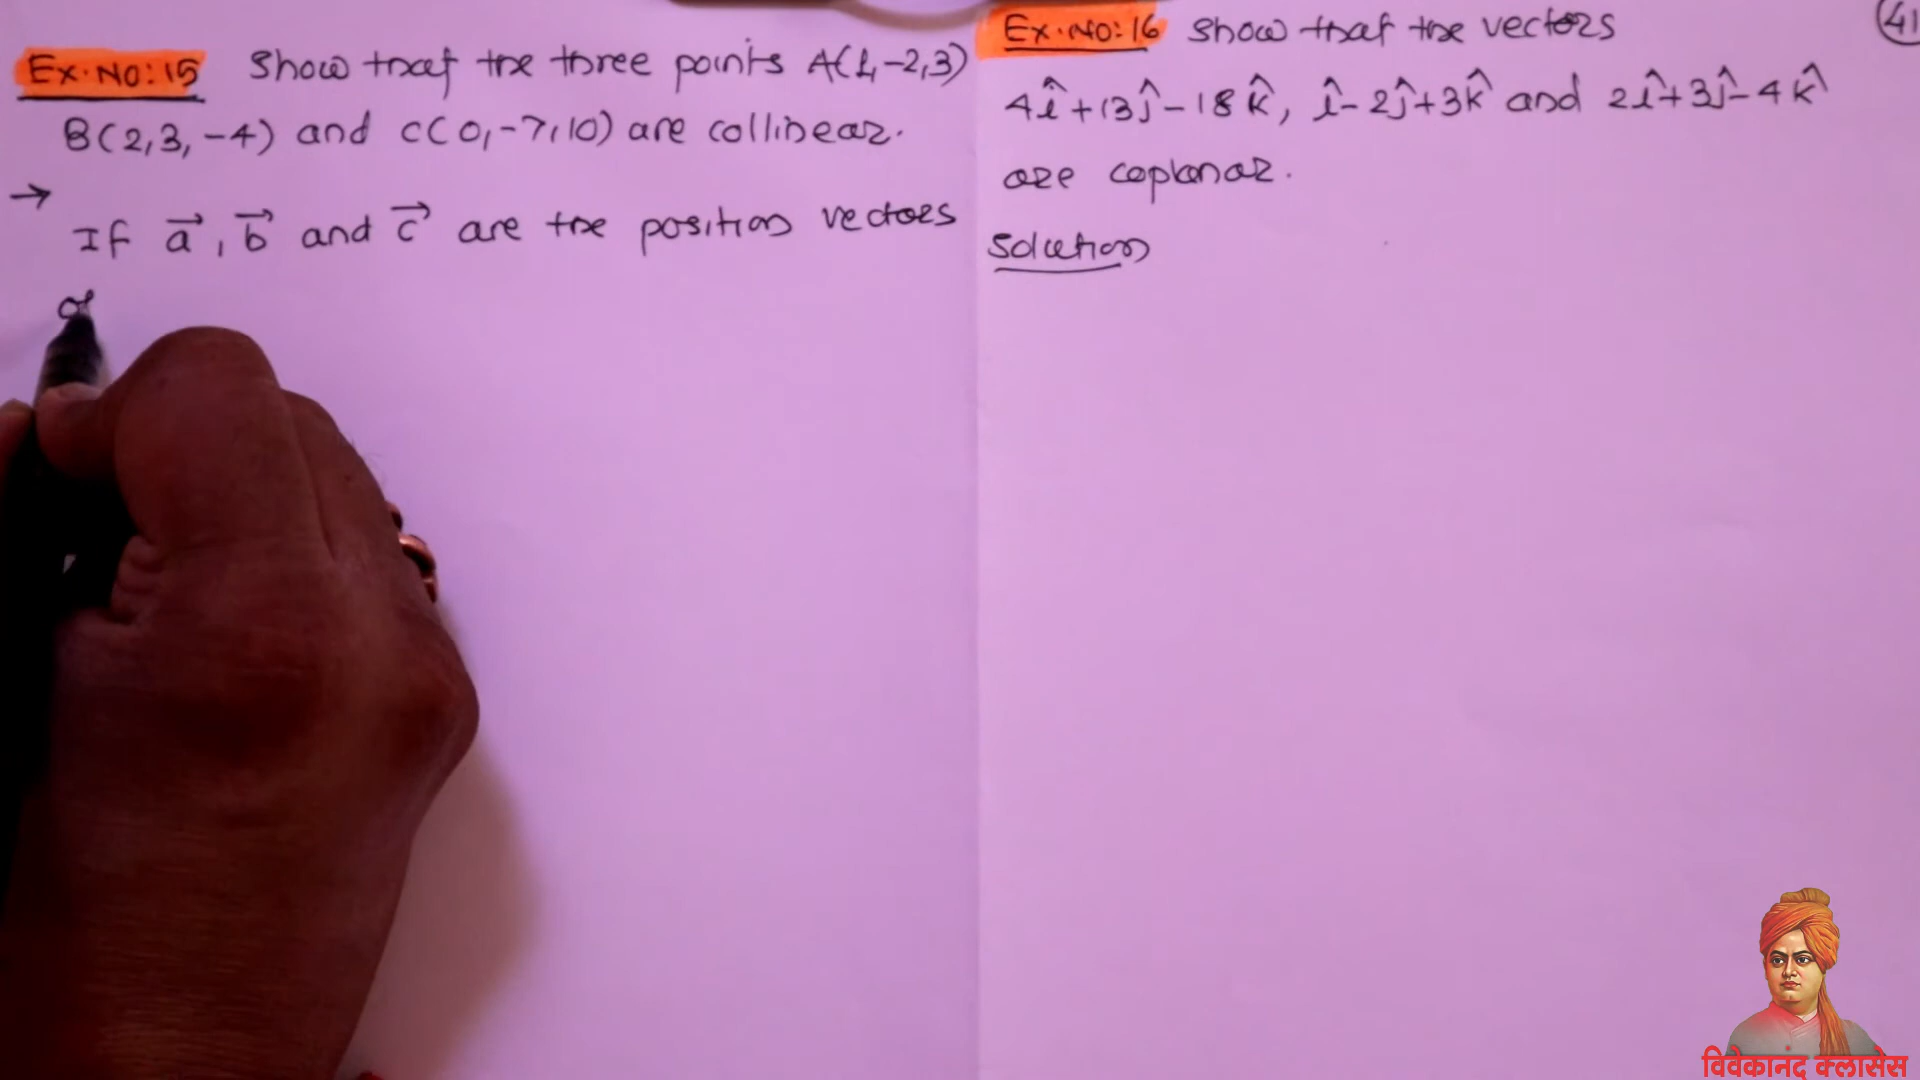 Ex.No:15 Show that the three points A(1,-2,3)
B(2,3,-4) and C(0,-7,10) are collinear.
→
If a⃗, b⃗ and c⃗ are the position vectors
of
Ex.No:16 Show that the vectors
4î+13ĵ-18k̂, î-2ĵ+3k̂ and 2î+3ĵ-4k̂
are coplanar.
Solution
41
विवेकानंद क्लासेस